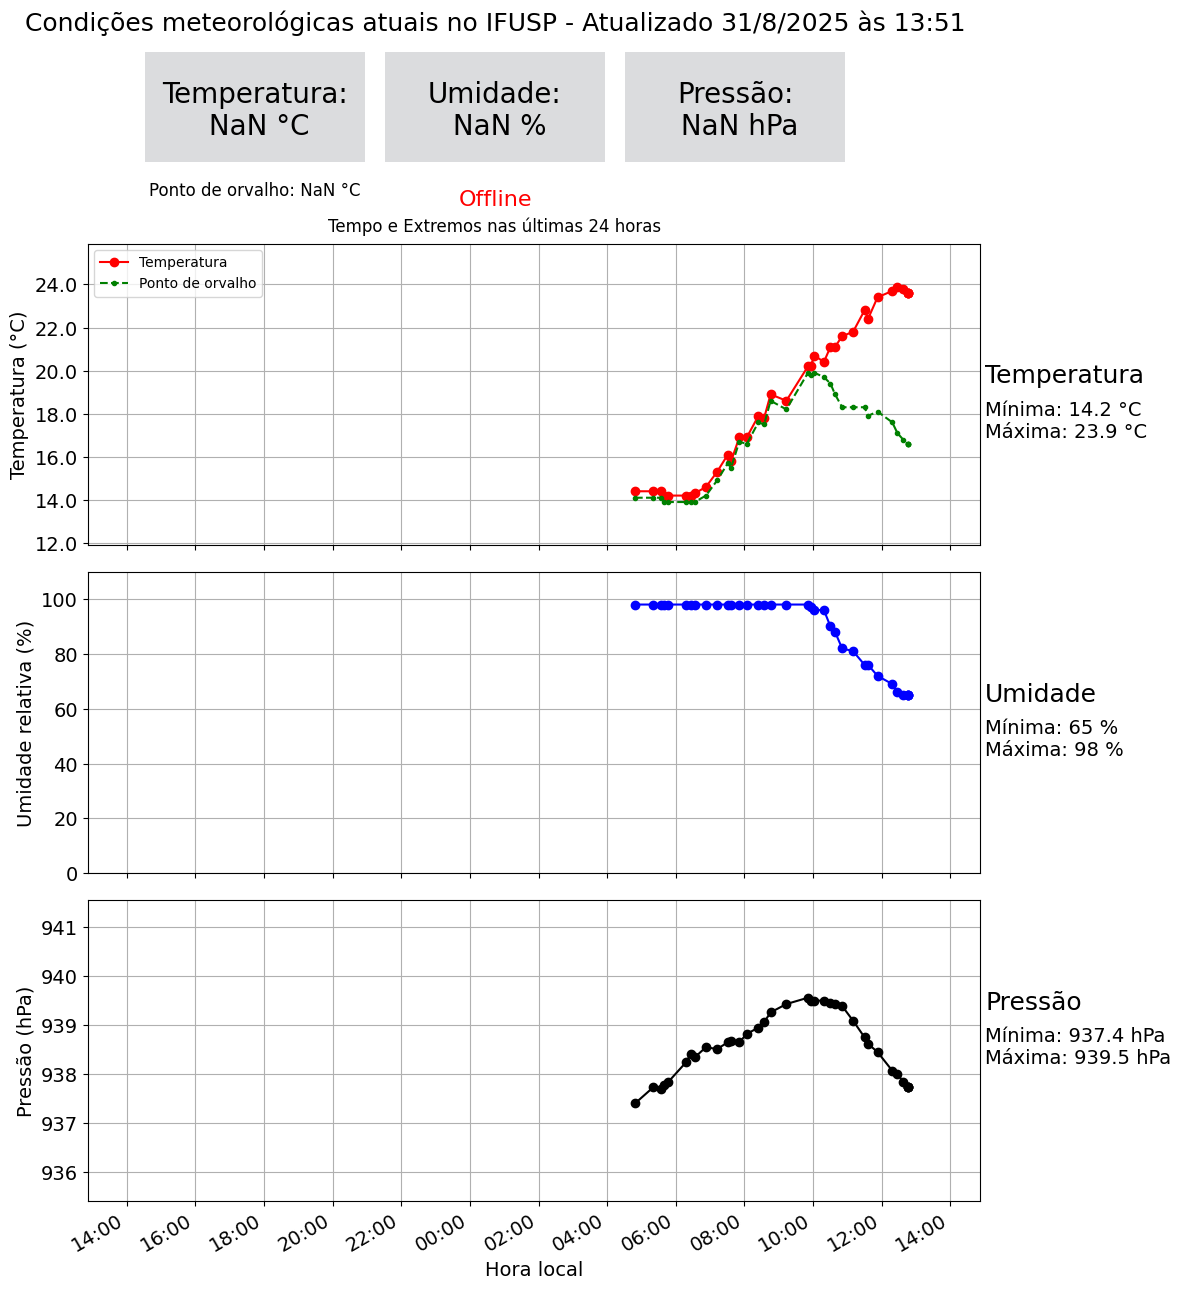 Condições meteorológicas atuais no IFUSP - Atualizado 31/8/2025 às 13:51
Temperatura:
NaN °C
Umidade:
NaN %
Pressão:
NaN hPa
Ponto de orvalho: NaN °C
Offline
Tempo e Extremos nas últimas 24 horas
Temperatura
Ponto de orvalho
Temperatura (°C)
24.0
22.0
20.0
18.0
16.0
14.0
12.0
Temperatura
Mínima: 14.2 °C
Máxima: 23.9 °C
Umidade relativa (%)
100
80
60
40
20
0
Umidade
Mínima: 65 %
Máxima: 98 %
Pressão (hPa)
941
940
939
938
937
936
Pressão
Mínima: 937.4 hPa
Máxima: 939.5 hPa
14:00
16:00
18:00
20:00
22:00
00:00
02:00
04:00
06:00
08:00
10:00
12:00
14:00
Hora local